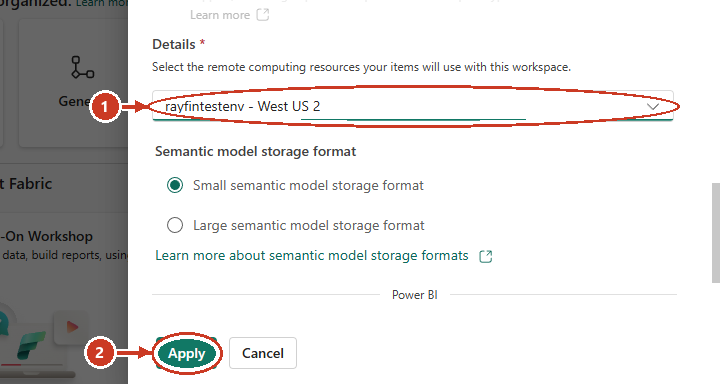 organized. Learn mor
Learn more
Details *
Select the remote computing resources your items will use with this workspace.
Gene
1
rayfintestenv - West US 2
Semantic model storage format
t Fabric
Small semantic model storage format
Large semantic model storage format
-On Workshop
data, build reports, using
Learn more about semantic model storage formats
Power BI
2
Apply
Cancel